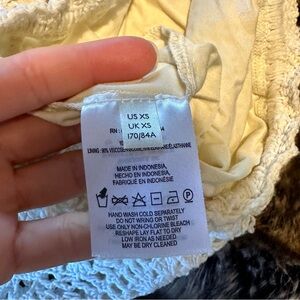 US XS
UK XS
170/84A
RN:
MADE IN INDONESIA,
HECHO EN INDONESIA,
FABRIQUÉ EN INDONÉSIE
HAND WASH COLD SEPARATELY
DO NOT WRING OR TWIST
USE ONLY NON-CHLORINE BLEACH
RESHAPE LAY FLAT TO DRY
LOW IRON AS NEEDED
MAY BE DRY CLEANED